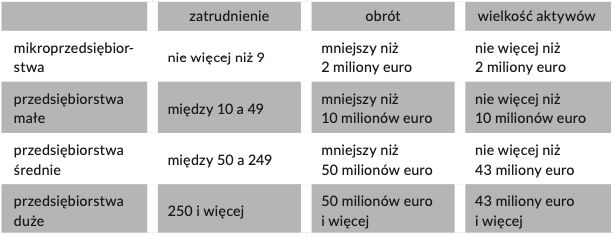 zatrudnienie obrót wielkość aktywów
mikroprzedsiębior-
stwa
nie więcej niż 9
mniejszy niż
2 miliony euro
nie więcej niż
2 miliony euro
przedsiębiorstwa
małe
między 10 a 49
mniejszy niż
10 milionów euro
nie więcej niż
10 milionów euro
przedsiębiorstwa
średnie
między 50 a 249
mniejszy niż
50 milionów euro
nie więcej niż
43 miliony euro
przedsiębiorstwa
duże
250 i więcej
50 milionów euro
i więcej
43 miliony euro
i więcej